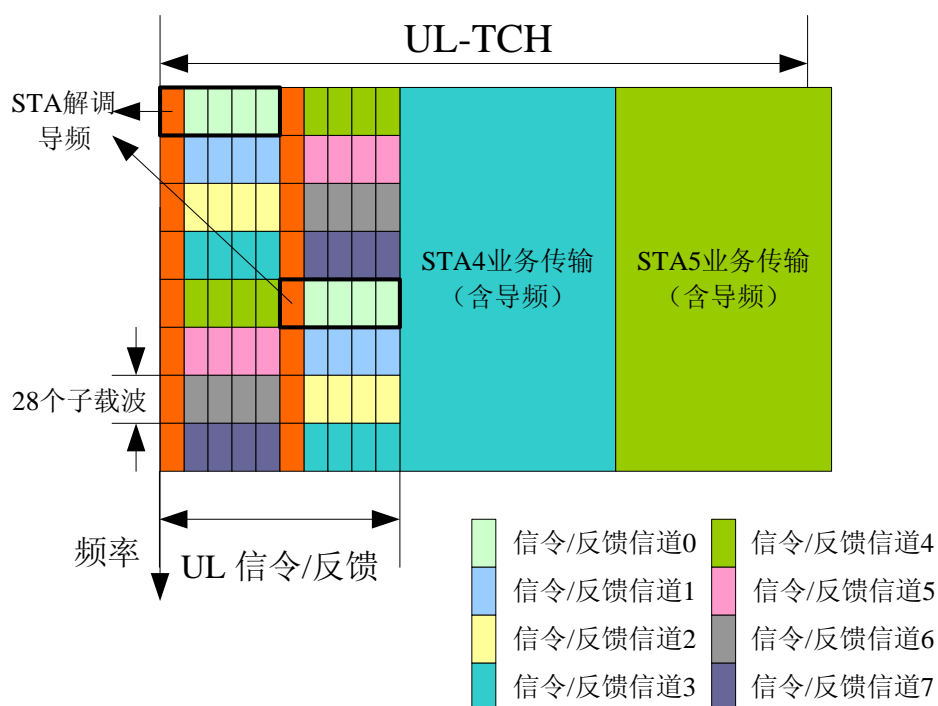 UL-TCH
STA解调
导频
STA4业务传输
（含导频）
STA5业务传输
（含导频）
28个子载波
频率
UL 信令/反馈
信令/反馈信道0
信令/反馈信道4
信令/反馈信道1
信令/反馈信道5
信令/反馈信道2
信令/反馈信道6
信令/反馈信道3
信令/反馈信道7